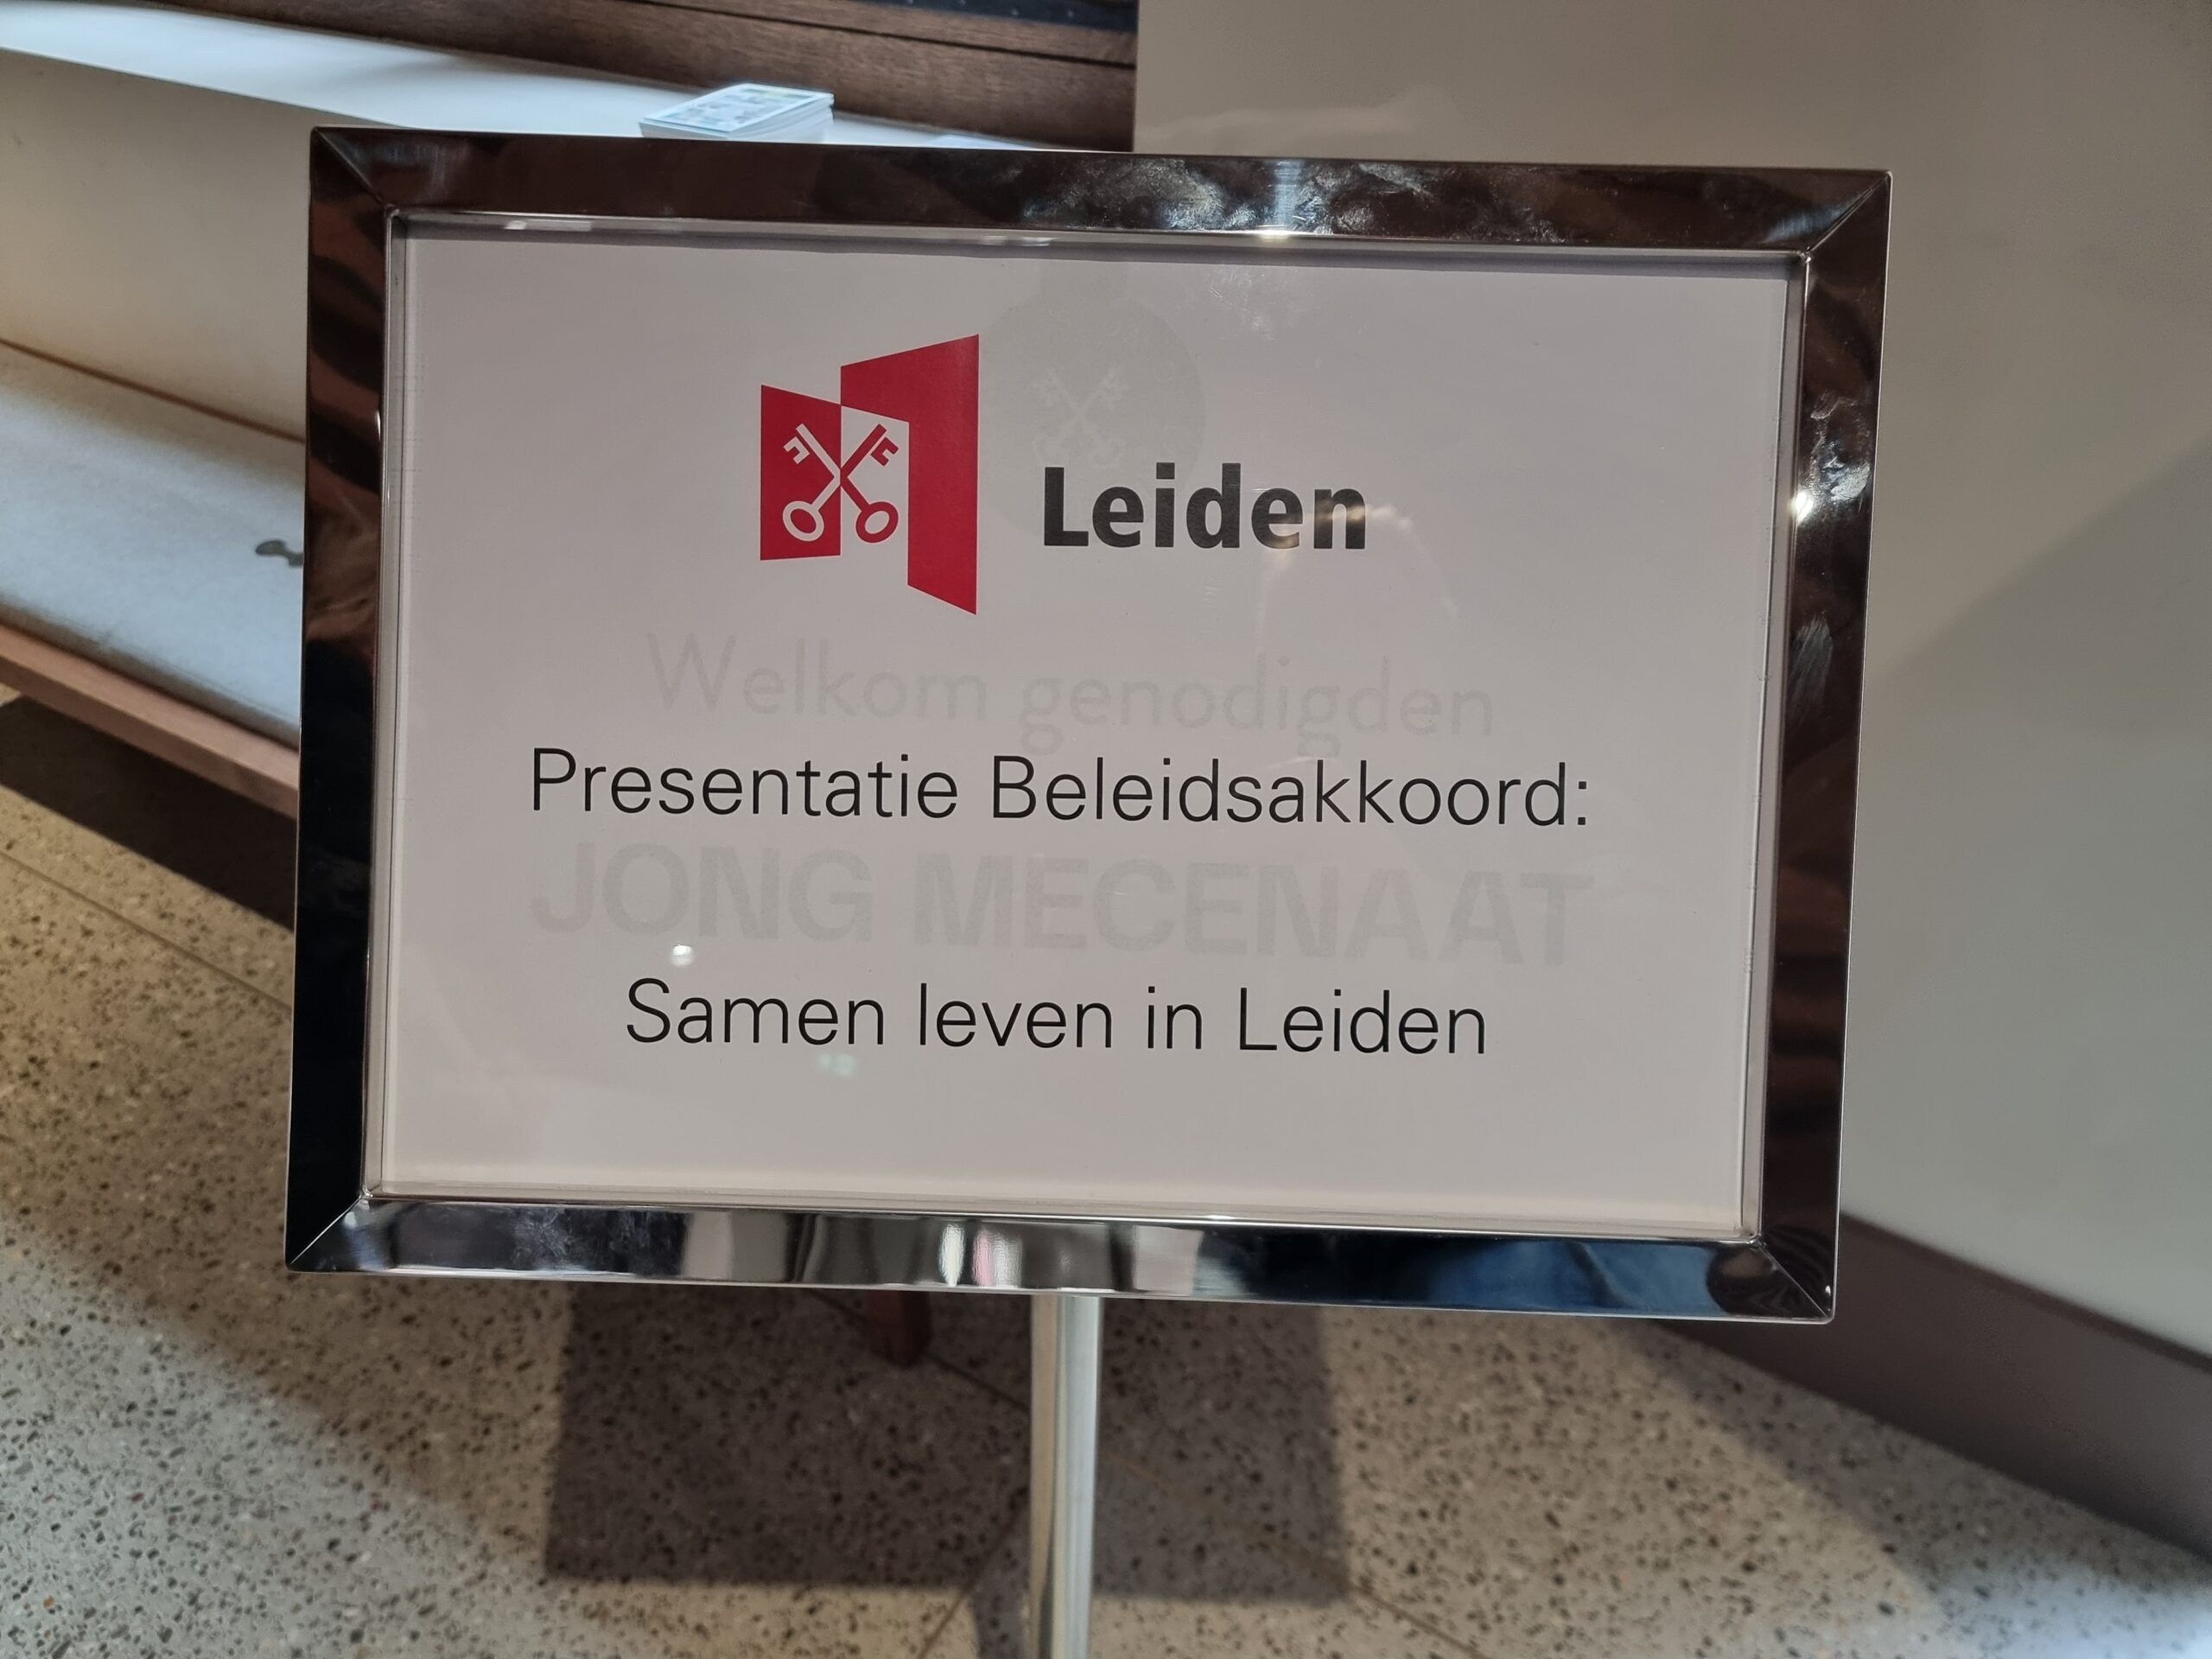 Leiden
Welkom genodigden
Presentatie Beleidsakkoord:
JONG MECENAAT
Samen leven in Leiden